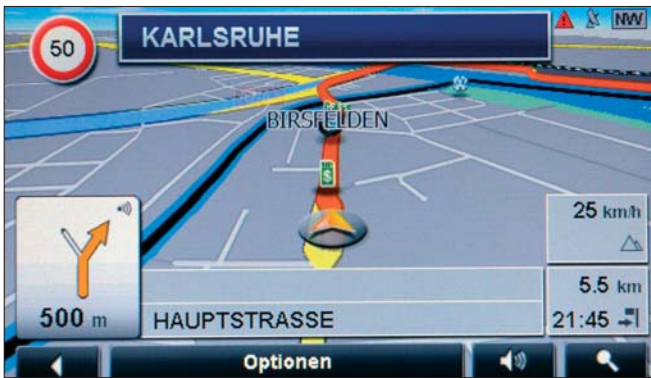 50
KARLSRUHE
NW
BIRSFELDEN
S
25 km/h
500 m
5.5 km
HAUPTSTRASSE
21:45
Optionen